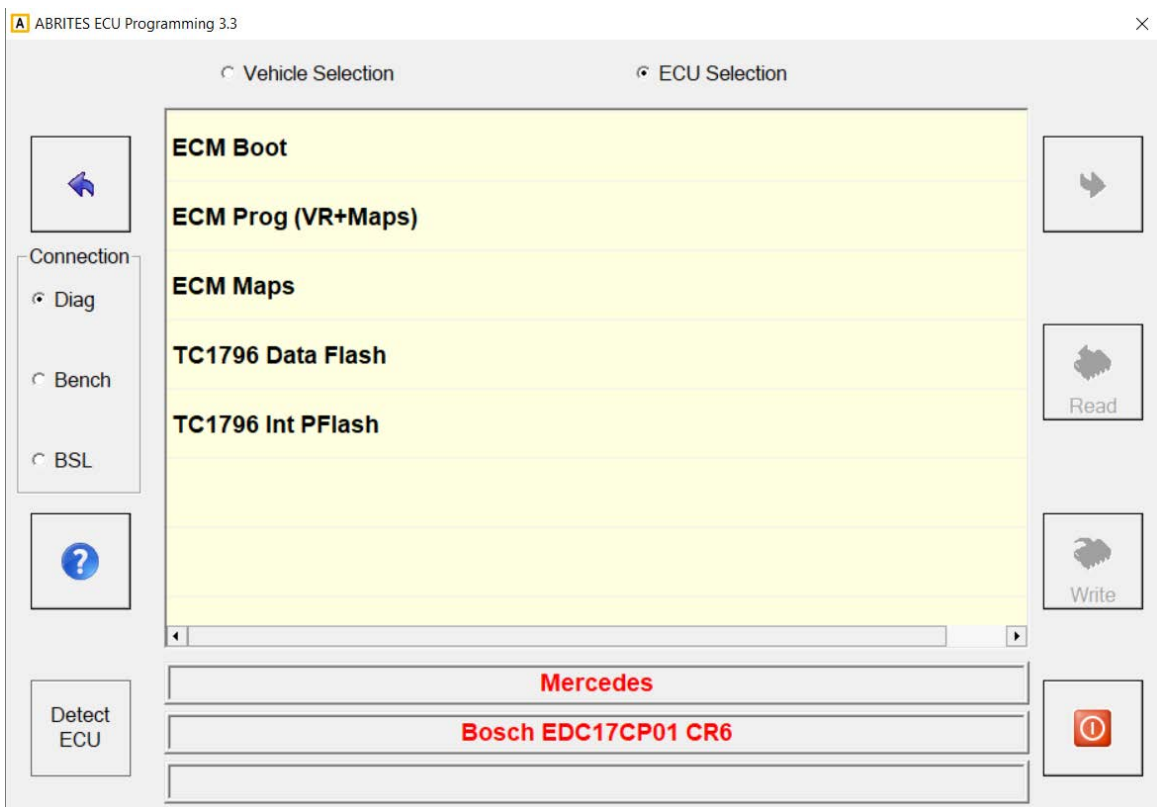 A ABRITES ECU Programming 3.3
Vehicle Selection
ECU Selection
ECM Boot
ECM Prog (VR+Maps)
ECM Maps
TC1796 Data Flash
TC1796 Int PFlash
Connection
Diag
Bench
BSL
?
Detect
ECU
Read
Write
Mercedes
Bosch EDC17CP01 CR6